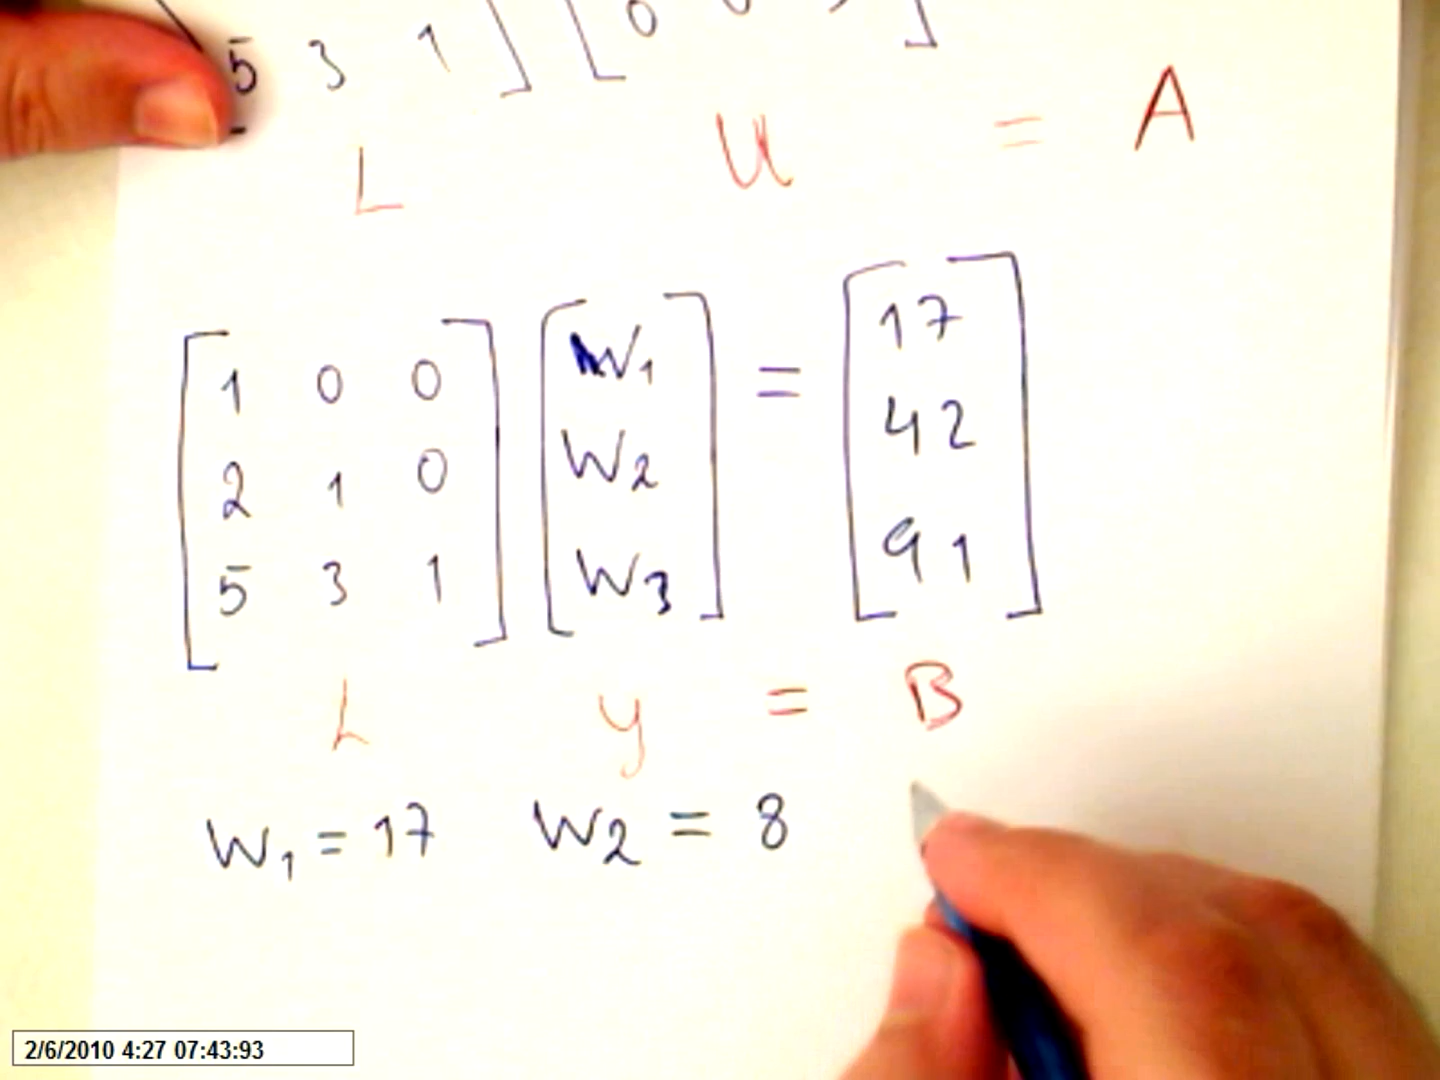 5 3 1 ] [ 0
L U = A
[ 1 0 0 ] [ W1 ] = [ 17 ]
[ 2 1 0 ] [ W2 ] [ 42 ]
[ 5 3 1 ] [ W3 ] [ 91 ]
L y = B
W1 = 17 W2 = 8
2/6/2010 4:27 07:43:93